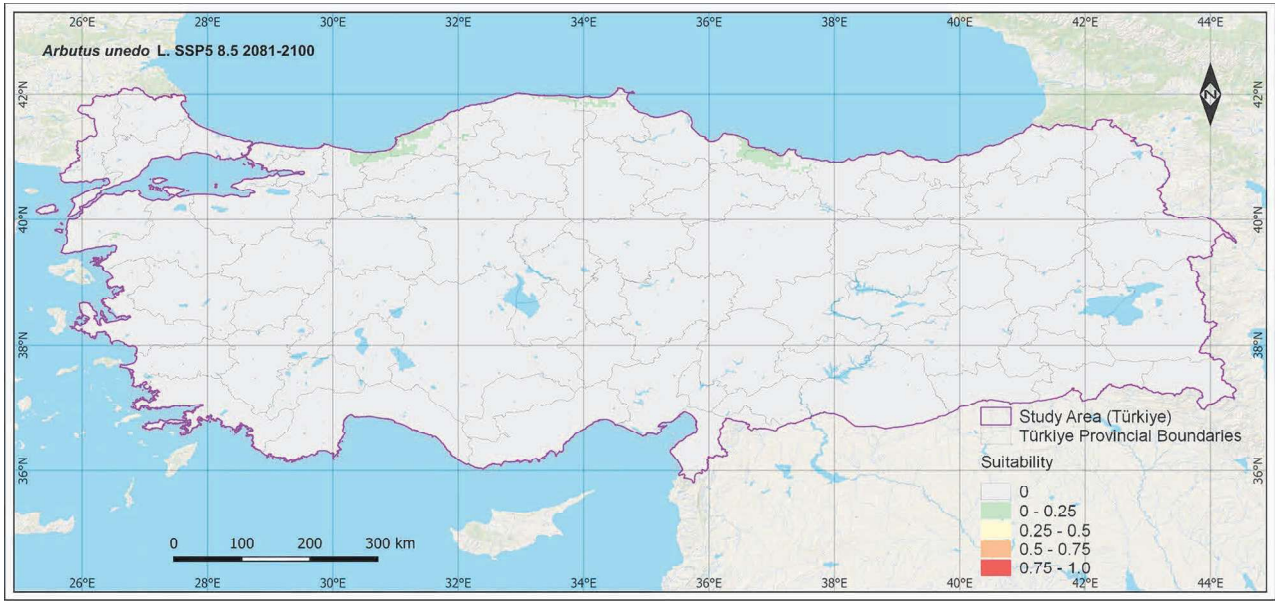 26°E 28°E 30°E 32°E 34°E 36°E 38°E 40°E 42°E 44°E
Arbutus unedo L. SSP5 8.5 2081-2100
42°N 42°N
N
40°N 40°N
38°N 38°N
36°N 36°N
Study Area (Türkiye)
Türkiye Provincial Boundaries
Suitability
0
0 - 0.25
0.25 - 0.5
0.5 - 0.75
0.75 - 1.0
0 100 200 300 km
26°E 28°E 30°E 32°E 34°E 36°E 38°E 40°E 42°E 44°E